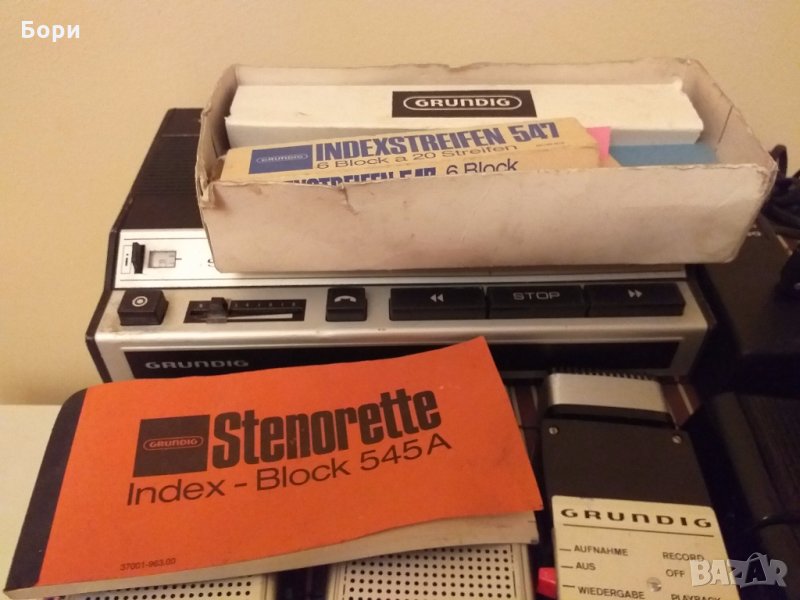 Бори
GRUNDIG
GRUNDIG INDEXSTREIFEN 547
6 Block a 20 Streifen
6 Block
STOP
GRUNDIG
GRUNDIG Stenorette
Index - Block 545A
37001-963.00
GRUNDIG
AUFNAHME RECORD
AUS OFF
WIEDERGABE PLAYBACK
BAZAR